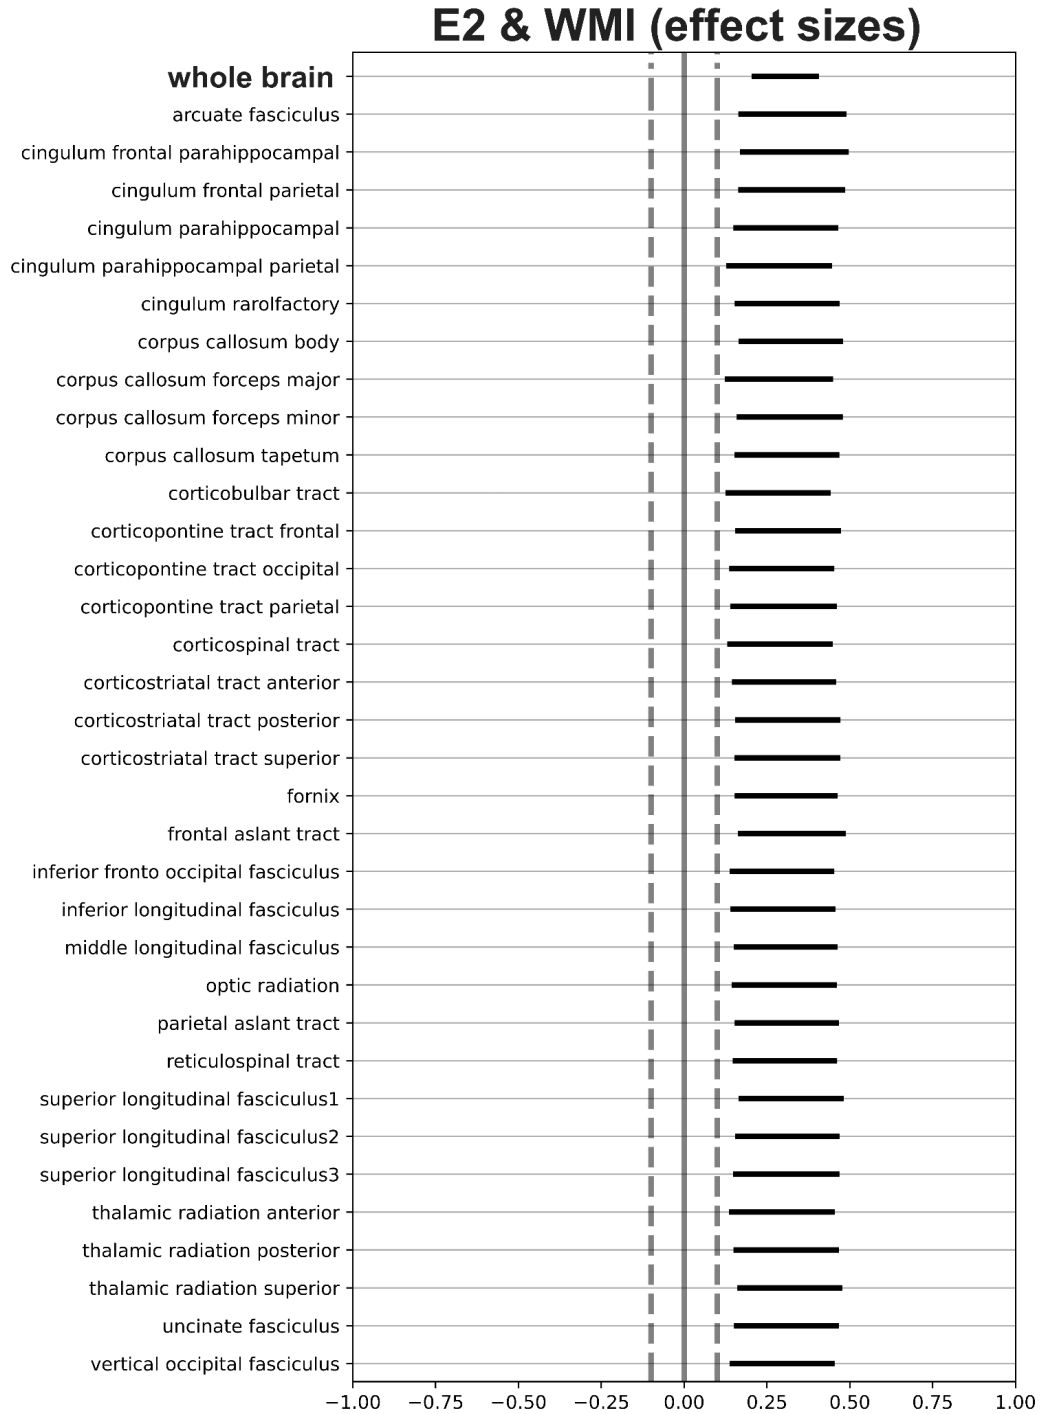 E2 & WMI (effect sizes)
whole brain
arcuate fasciculus
cingulum frontal parahippocampal
cingulum frontal parietal
cingulum parahippocampal
cingulum parahippocampal parietal
cingulum rarolfactory
corpus callosum body
corpus callosum forceps major
corpus callosum forceps minor
corpus callosum tapetum
corticobulbar tract
corticopontine tract frontal
corticopontine tract occipital
corticopontine tract parietal
corticospinal tract
corticostriatal tract anterior
corticostriatal tract posterior
corticostriatal tract superior
fornix
frontal aslant tract
inferior fronto occipital fasciculus
inferior longitudinal fasciculus
middle longitudinal fasciculus
optic radiation
parietal aslant tract
reticulospinal tract
superior longitudinal fasciculus1
superior longitudinal fasciculus2
superior longitudinal fasciculus3
thalamic radiation anterior
thalamic radiation posterior
thalamic radiation superior
uncinate fasciculus
vertical occipital fasciculus
−1.00 −0.75 −0.50 −0.25 0.00 0.25 0.50 0.75 1.00